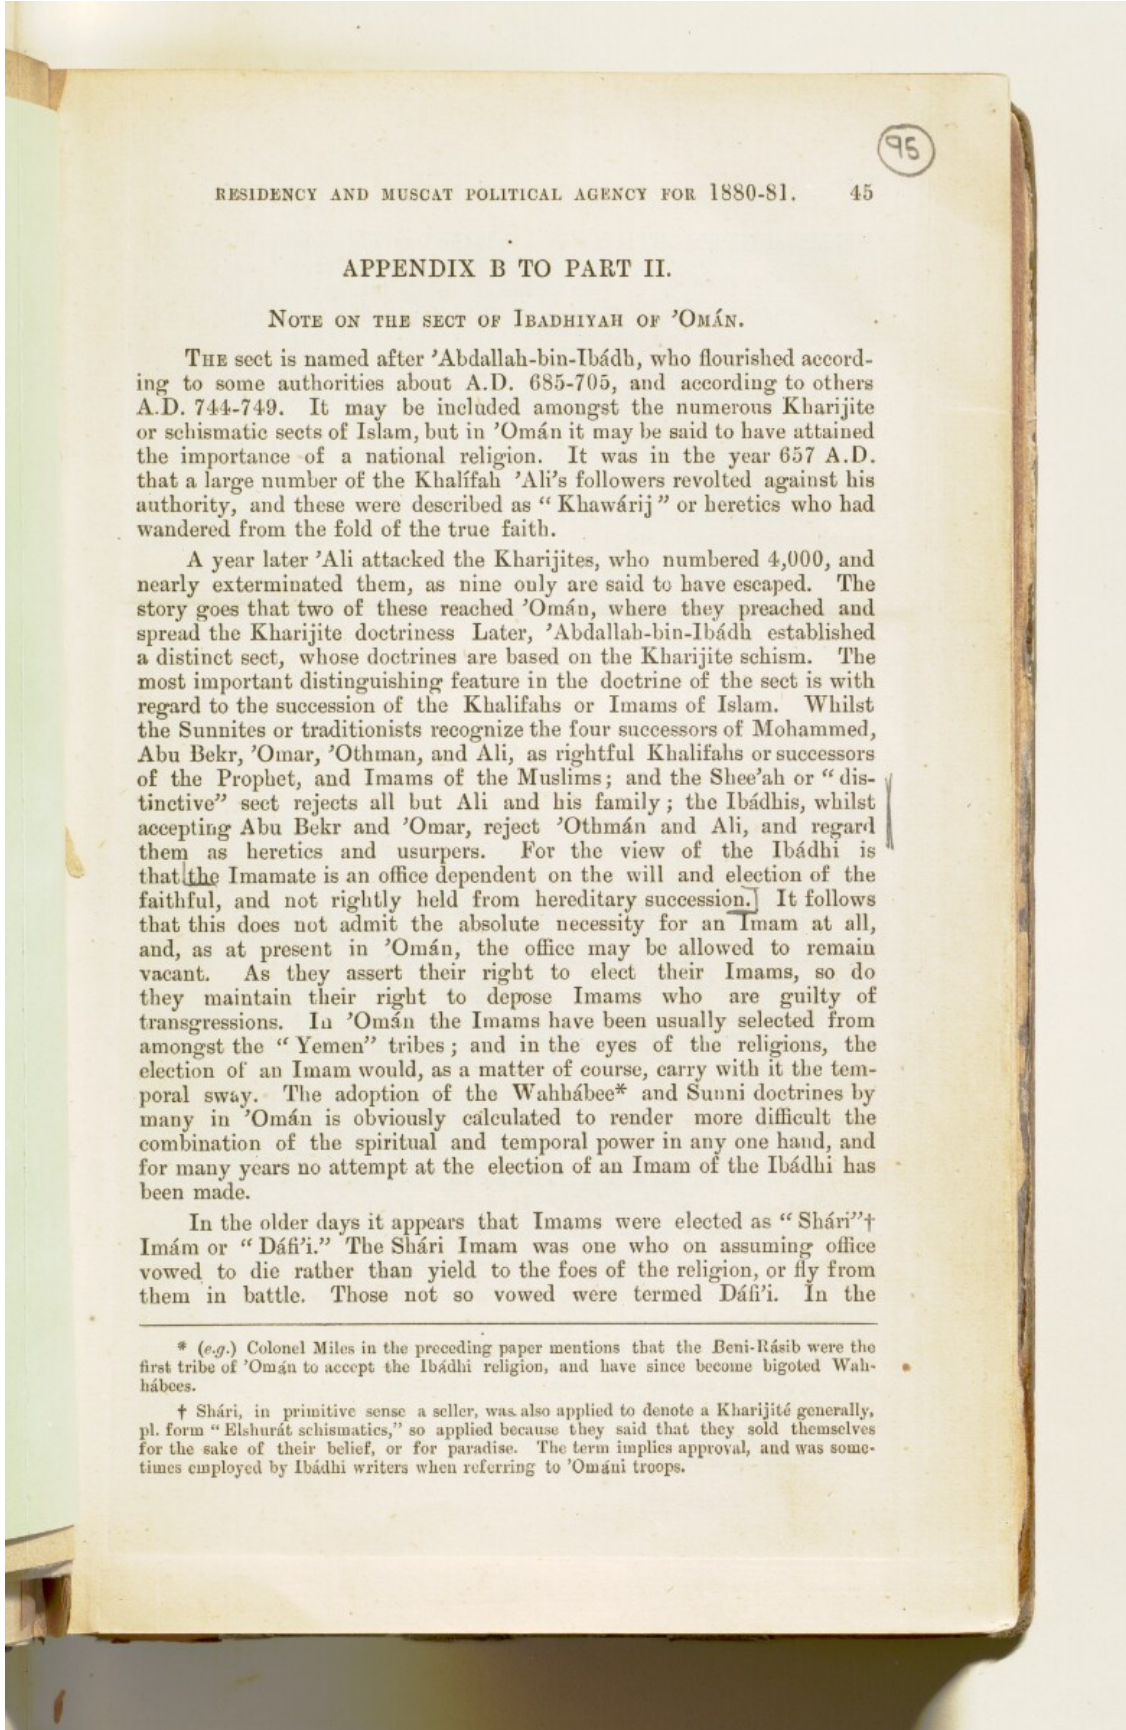 95
RESIDENCY AND MUSCAT POLITICAL AGENCY FOR 1880-81. 45
APPENDIX B TO PART II.
NOTE ON THE SECT OF IBADHIYAH OF ’OMÁN.
THE sect is named after ’Abdallah-bin-Ibádh, who flourished accord-
ing to some authorities about A.D. 685-705, and according to others
A.D. 744-749. It may be included amongst the numerous Kharijite
or schismatic sects of Islam, but in ’Omán it may be said to have attained
the importance of a national religion. It was in the year 657 A.D.
that a large number of the Khalífah ’Ali’s followers revolted against his
authority, and these were described as “ Khawárij ” or heretics who had
wandered from the fold of the true faith.
A year later ’Ali attacked the Kharijites, who numbered 4,000, and
nearly exterminated them, as nine only are said to have escaped. The
story goes that two of these reached ’Omán, where they preached and
spread the Kharijite doctriness Later, ’Abdallah-bin-Ibádh established
a distinct sect, whose doctrines are based on the Kharijite schism. The
most important distinguishing feature in the doctrine of the sect is with
regard to the succession of the Khalifahs or Imams of Islam. Whilst
the Sunnites or traditionists recognize the four successors of Mohammed,
Abu Bekr, ’Omar, ’Othman, and Ali, as rightful Khalifahs or successors
of the Prophet, and Imams of the Muslims; and the Shee’ah or “ dis-
tinctive” sect rejects all but Ali and his family; the Ibádhis, whilst
accepting Abu Bekr and ’Omar, reject ’Othmán and Ali, and regard
them as heretics and usurpers. For the view of the Ibádhi is
that [the Imamate is an office dependent on the will and election of the
faithful, and not rightly held from hereditary succession.] It follows
that this does not admit the absolute necessity for an Imam at all,
and, as at present in ’Omán, the office may be allowed to remain
vacant. As they assert their right to elect their Imams, so do
they maintain their right to depose Imams who are guilty of
transgressions. In ’Omán the Imams have been usually selected from
amongst the “ Yemen” tribes; and in the eyes of the religions, the
election of an Imam would, as a matter of course, carry with it the tem-
poral sway. The adoption of the Wahhábee* and Sunni doctrines by
many in ’Omán is obviously calculated to render more difficult the
combination of the spiritual and temporal power in any one hand, and
for many years no attempt at the election of an Imam of the Ibádhi has
been made.
In the older days it appears that Imams were elected as “ Shári”†
Imám or “ Dáfi’i.” The Shári Imam was one who on assuming office
vowed to die rather than yield to the foes of the religion, or fly from
them in battle. Those not so vowed were termed Dáfi’i. In the
* (e.g.) Colonel Miles in the preceding paper mentions that the Beni-Rásib were the
first tribe of ’Omán to accept the Ibádhi religion, and have since become bigoted Wah-
hábees.
† Shári, in primitive sense a seller, was also applied to denote a Kharijité generally,
pl. form “ Elshurát schismatics,” so applied because they said that they sold themselves
for the sake of their belief, or for paradise. The term implies approval, and was some-
times employed by Ibádhi writers when referring to ’Ománi troops.